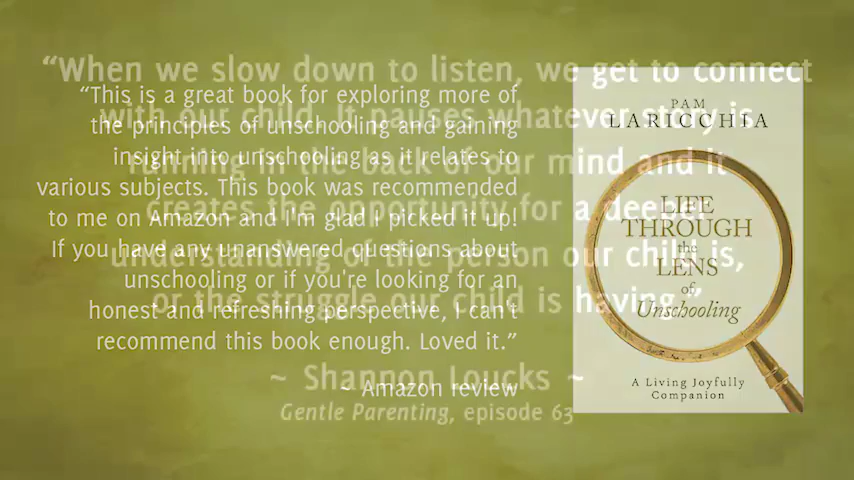 “When we slow down to listen, we get to connect
with our child. It pauses whatever story is
running in the back of our mind and it
creates the opportunity for a deeper
understanding of the person our child is,
or the struggle our child is having.”
~ Shannon Loucks ~
Gentle Parenting, episode 63
“This is a great book for exploring more of
the principles of unschooling and gaining
insight into unschooling as it relates to
various subjects. This book was recommended
to me on Amazon and I'm glad I picked it up!
If you have any unanswered questions about
unschooling or if you're looking for an
honest and refreshing perspective, I can't
recommend this book enough. Loved it.”
~ Amazon review
PAM
LARICCHIA
LIFE
THROUGH
the
LENS
of
Unschooling
A Living Joyfully
Companion